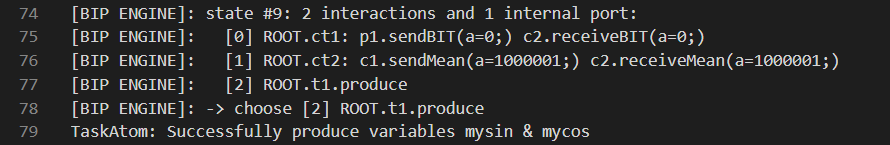 74 [BIP ENGINE]: state #9: 2 interactions and 1 internal port:
75 [BIP ENGINE]:   [0] ROOT.ct1: p1.sendBIT(a=0;) c2.receiveBIT(a=0;)
76 [BIP ENGINE]:   [1] ROOT.ct2: c1.sendMean(a=1000001;) c2.receiveMean(a=1000001;)
77 [BIP ENGINE]:   [2] ROOT.t1.produce
78 [BIP ENGINE]: -> choose [2] ROOT.t1.produce
79 TaskAtom: Successfully produce variables mysin & mycos